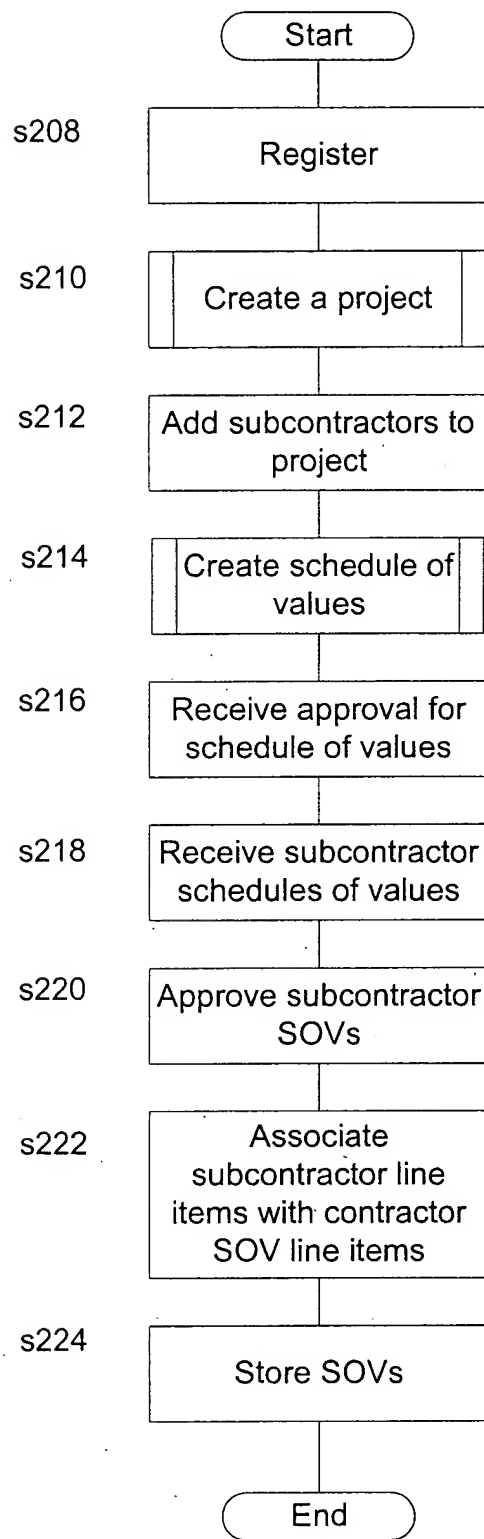 Start
s208
Register
s210
Create a project
s212
Add subcontractors to
project
s214
Create schedule of
values
s216
Receive approval for
schedule of values
s218
Receive subcontractor
schedules of values
s220
Approve subcontractor
SOVs
s222
Associate
subcontractor line
items with contractor
SOV line items
s224
Store SOVs
End